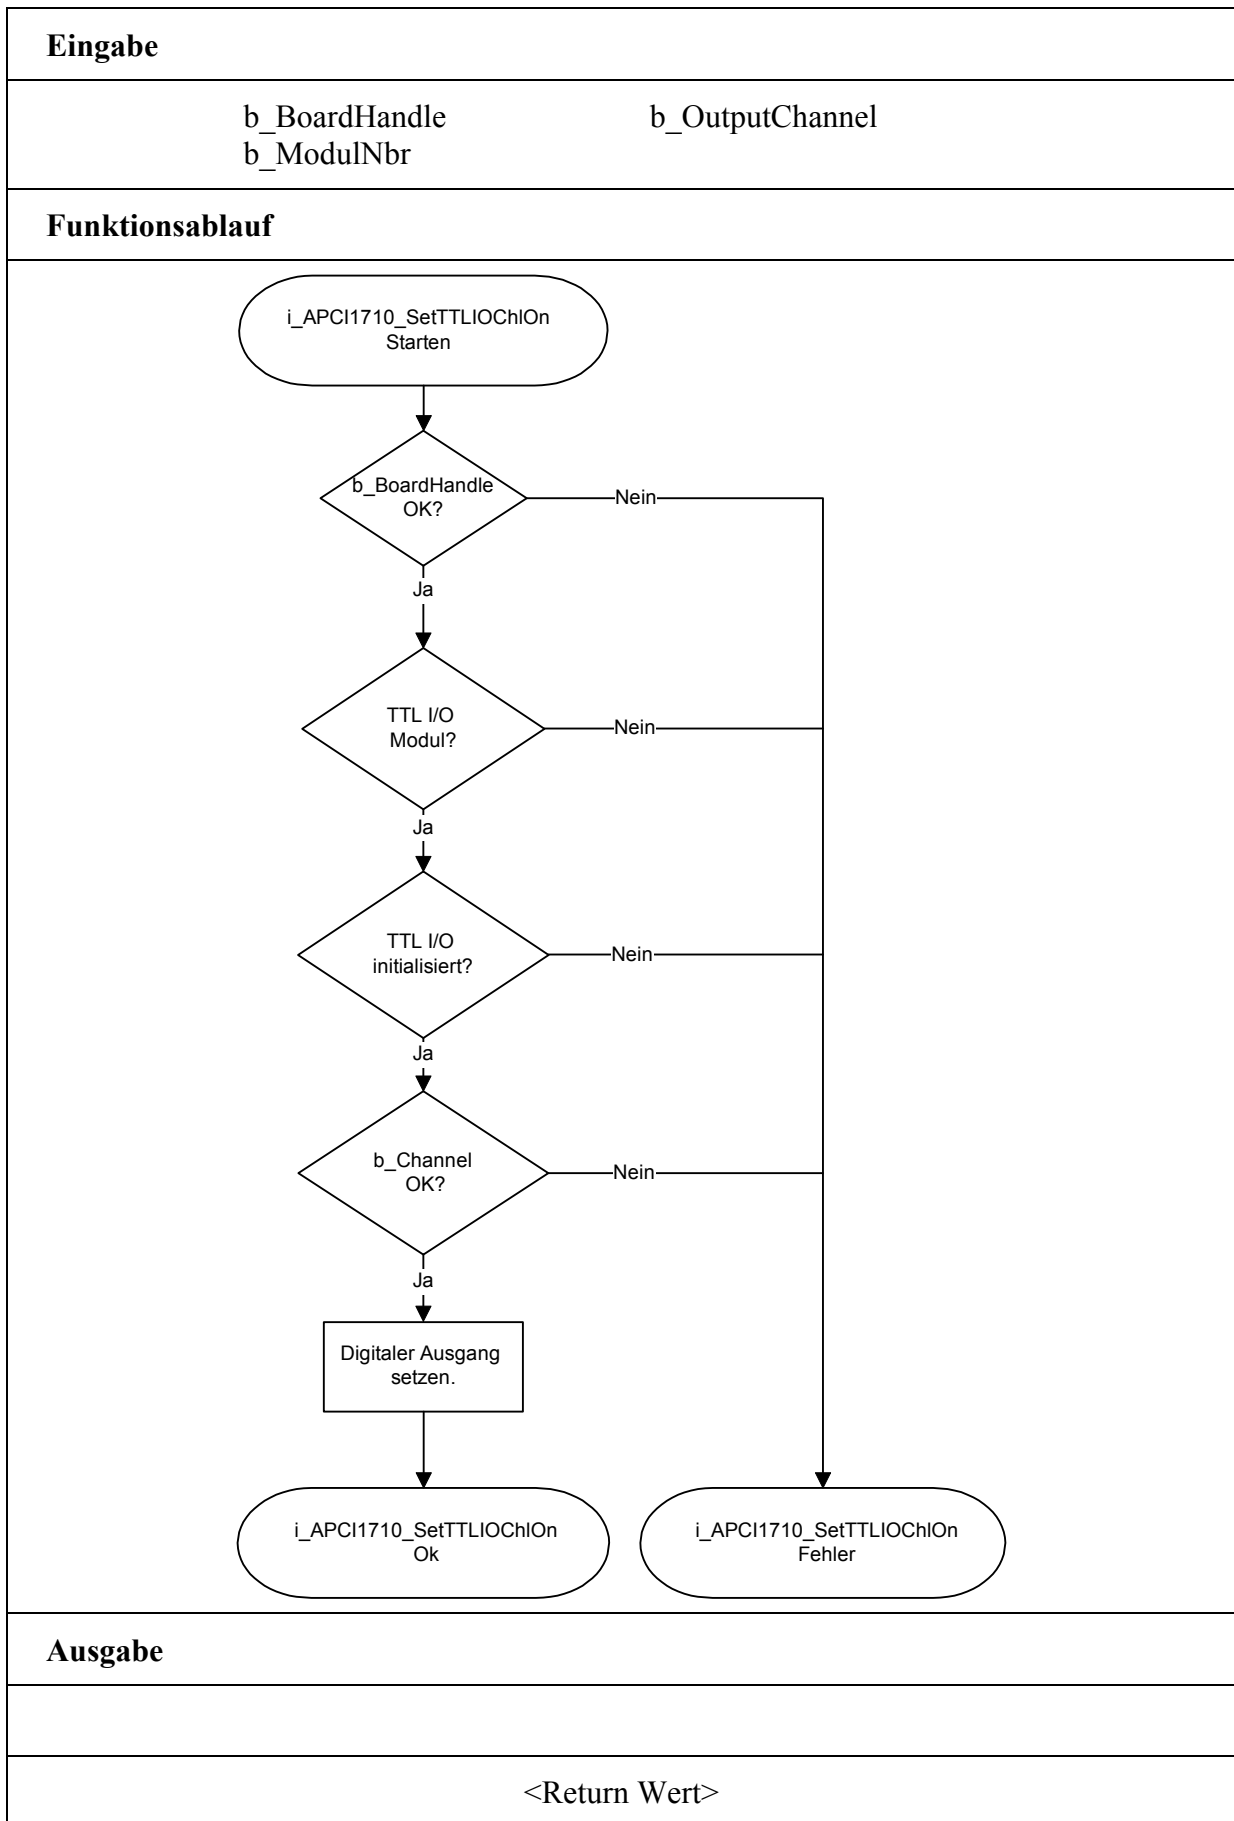 Eingabe
b_BoardHandle b_OutputChannel
b_ModulNbr
Funktionsablauf
i_APCI1710_SetTTLIOChlOn
Starten
b_BoardHandle
OK?
Nein
Ja
TTL I/O
Modul?
Nein
Ja
TTL I/O
initialisiert?
Nein
Ja
b_Channel
OK?
Nein
Ja
Digitaler Ausgang
setzen.
i_APCI1710_SetTTLIOChlOn
Ok
i_APCI1710_SetTTLIOChlOn
Fehler
Ausgabe
<Return Wert>